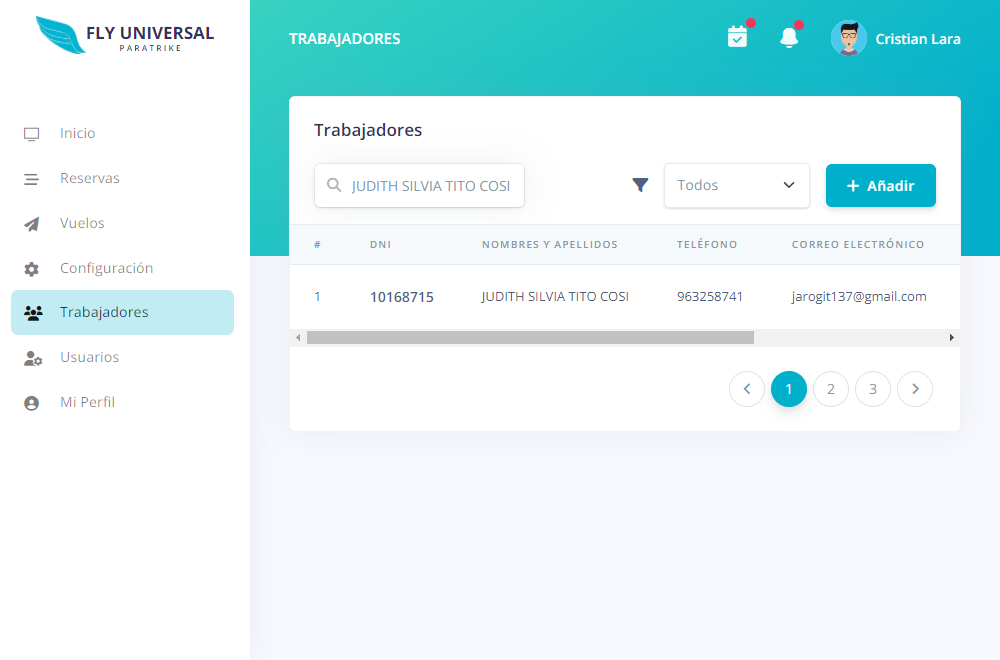 FLY UNIVERSAL
PARATRIKE
Inicio
Reservas
Vuelos
Configuración
Trabajadores
Usuarios
Mi Perfil
TRABAJADORES
Cristian Lara
Trabajadores
JUDITH SILVIA TITO COSI
Todos
+ Añadir
# DNI NOMBRES Y APELLIDOS TELÉFONO CORREO ELECTRÓNICO
1 10168715 JUDITH SILVIA TITO COSI 963258741 jarogit137@gmail.com
1 2 3